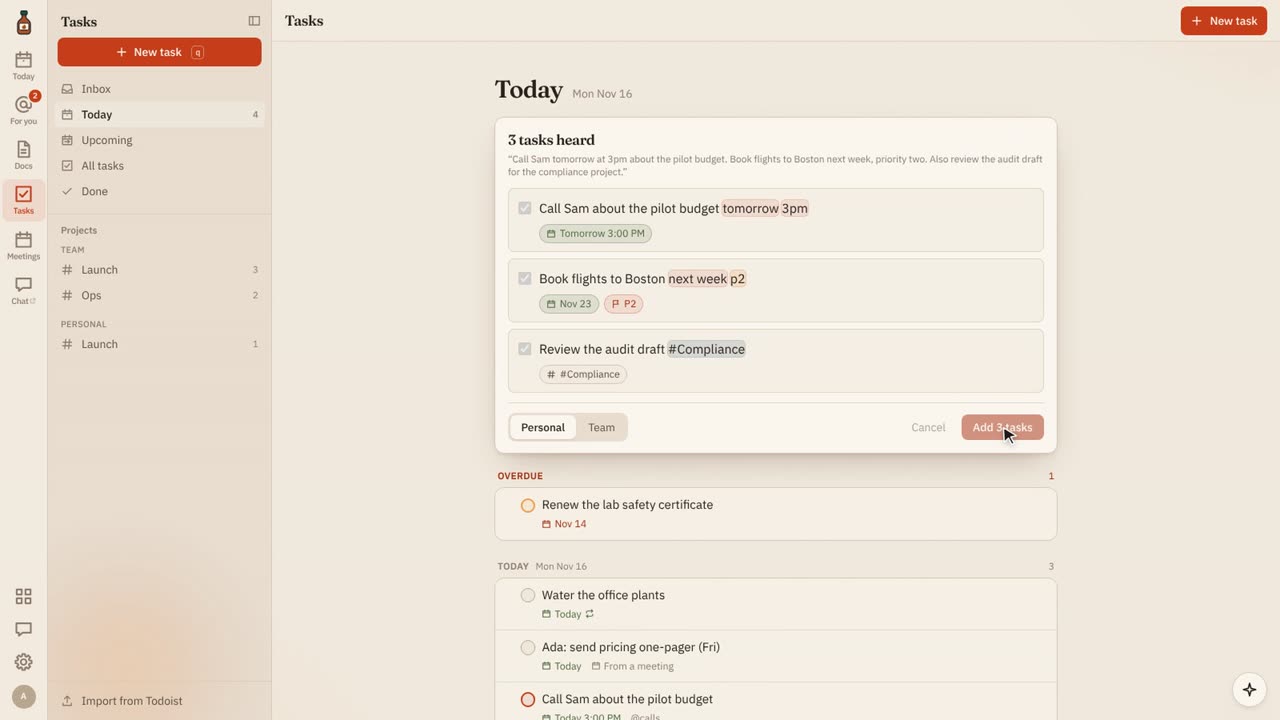 Today
2
For you
Docs
Tasks
Meetings
Chat
A
Tasks
New task q
Inbox
Today 4
Upcoming
All tasks
Done
Projects
TEAM
# Launch 3
# Ops 2
PERSONAL
# Launch 1
Import from Todoist
Tasks
New task
Today Mon Nov 16
3 tasks heard
“Call Sam tomorrow at 3pm about the pilot budget. Book flights to Boston next week, priority two. Also review the audit draft
for the compliance project.”
Call Sam about the pilot budget tomorrow 3pm
Tomorrow 3:00 PM
Book flights to Boston next week p2
Nov 23 P2
Review the audit draft #Compliance
# #Compliance
Personal Team Cancel Add 3 tasks
OVERDUE 1
Renew the lab safety certificate
Nov 14
TODAY Mon Nov 16 3
Water the office plants
Today
Ada: send pricing one-pager (Fri)
Today From a meeting
Call Sam about the pilot budget
Today 3:00 PM @calls